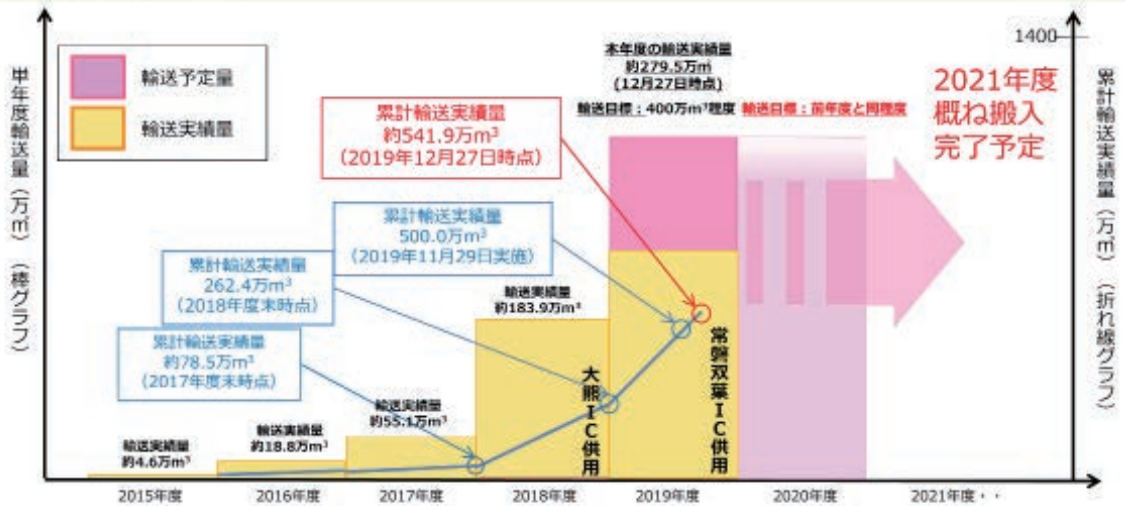 1400
輸送予定量
輸送実績量
単年度輸送量（万㎥）（棒グラフ）
累計輸送実績量（万㎥）（折れ線グラフ）
本年度の輸送実績量
約279.5万㎥
(12月27日時点)
輸送目標：400万m³程度
輸送目標：前年度と同程度
2021年度
概ね搬入
完了予定
累計輸送実績量
約541.9万m³
（2019年12月27日時点）
累計輸送実績量
500.0万m³
（2019年11月29日実施）
累計輸送実績量
262.4万m³
（2018年度末時点）
累計輸送実績量
約78.5万m³
（2017年度末時点）
輸送実績量
約4.6万m³
輸送実績量
約18.8万m³
輸送実績量
約55.1万m³
輸送実績量
約183.9万m³
大熊IC供用
常磐双葉IC供用
2015年度
2016年度
2017年度
2018年度
2019年度
2020年度
2021年度・・